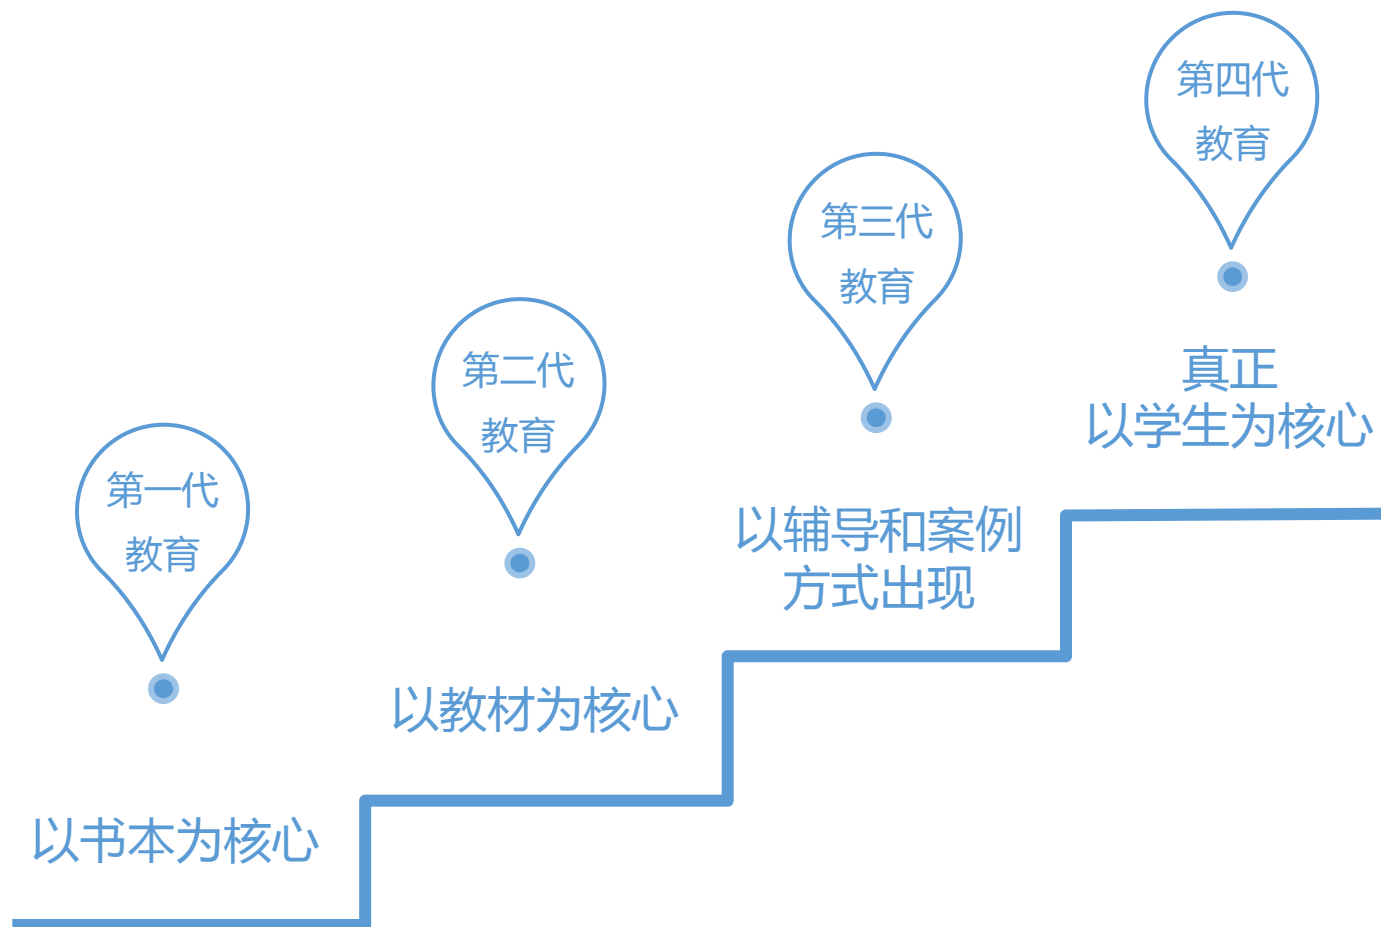 第一代
教育
以书本为核心
第二代
教育
以教材为核心
第三代
教育
以辅导和案例
方式出现
第四代
教育
真正
以学生为核心